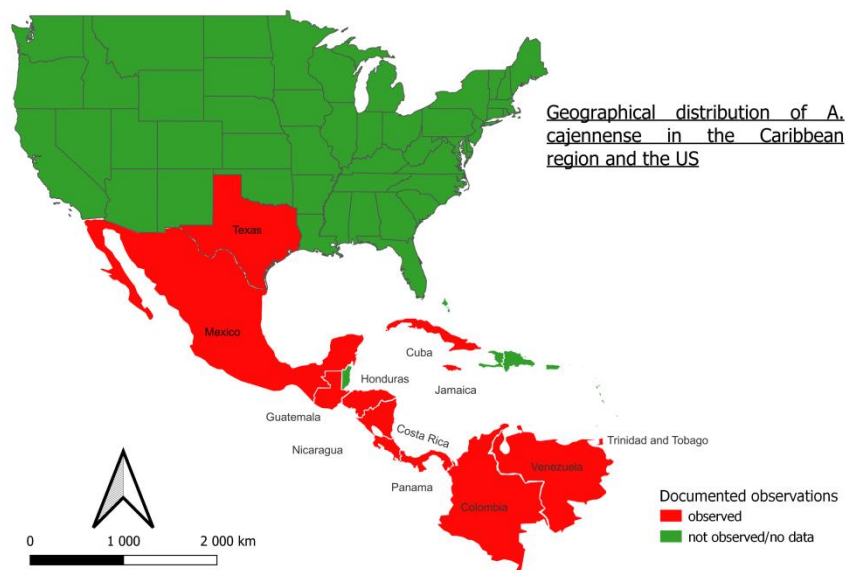 Geographical distribution of A.
cajennense in the Caribbean
region and the US
Texas
Mexico
Cuba
Honduras
Jamaica
Guatemala
Costa Rica
Nicaragua
Trinidad and Tobago
Venezuela
Panama
Colombia
Documented observations
observed
not observed/no data
0 1 000 2 000 km